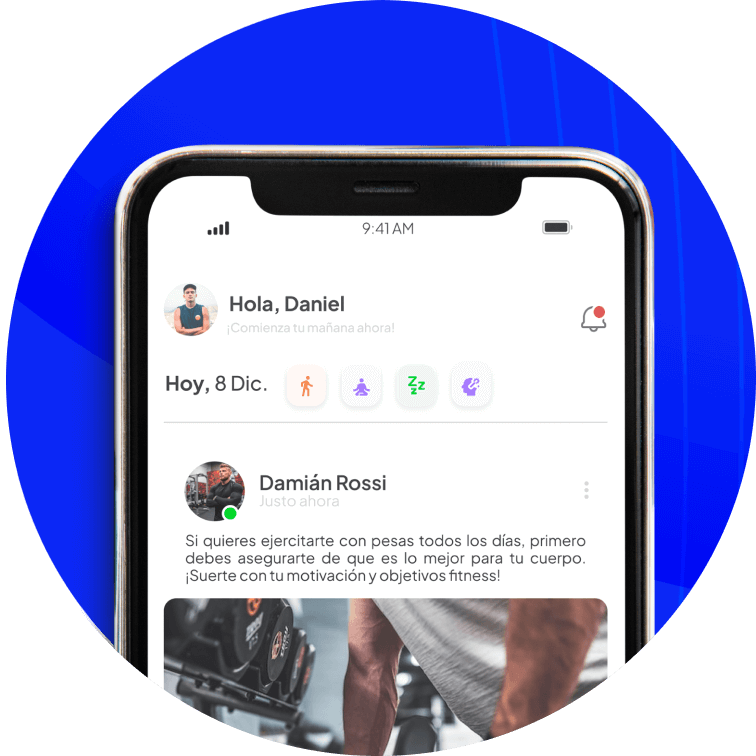 9:41 AM
Hola, Daniel
¡Comienza tu mañana ahora!
Hoy, 8 Dic.
Z Z Z
Damián Rossi
Justo ahora
Si quieres ejercitarte con pesas todos los días, primero
debes asegurarte de que es lo mejor para tu cuerpo.
¡Suerte con tu motivación y objetivos fitness!